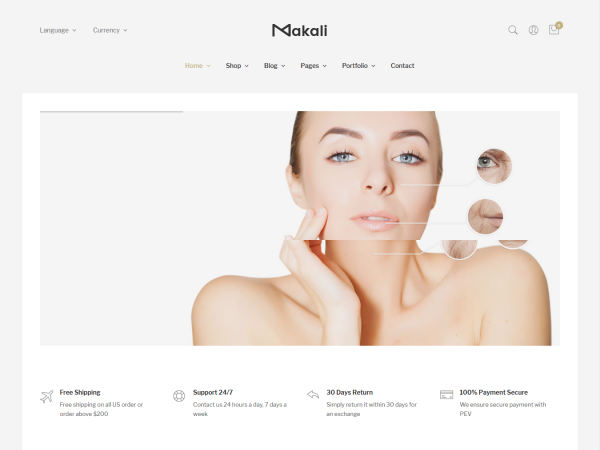 Language
Currency
Makali
Home
Shop
Blog
Pages
Portfolio
Contact
Free Shipping
Free shipping on all US order or
order above $200
Support 24/7
Contact us 24 hours a day, 7 days a
week
30 Days Return
Simply return it within 30 days for
an exchange
100% Payment Secure
We ensure secure payment with
PEV